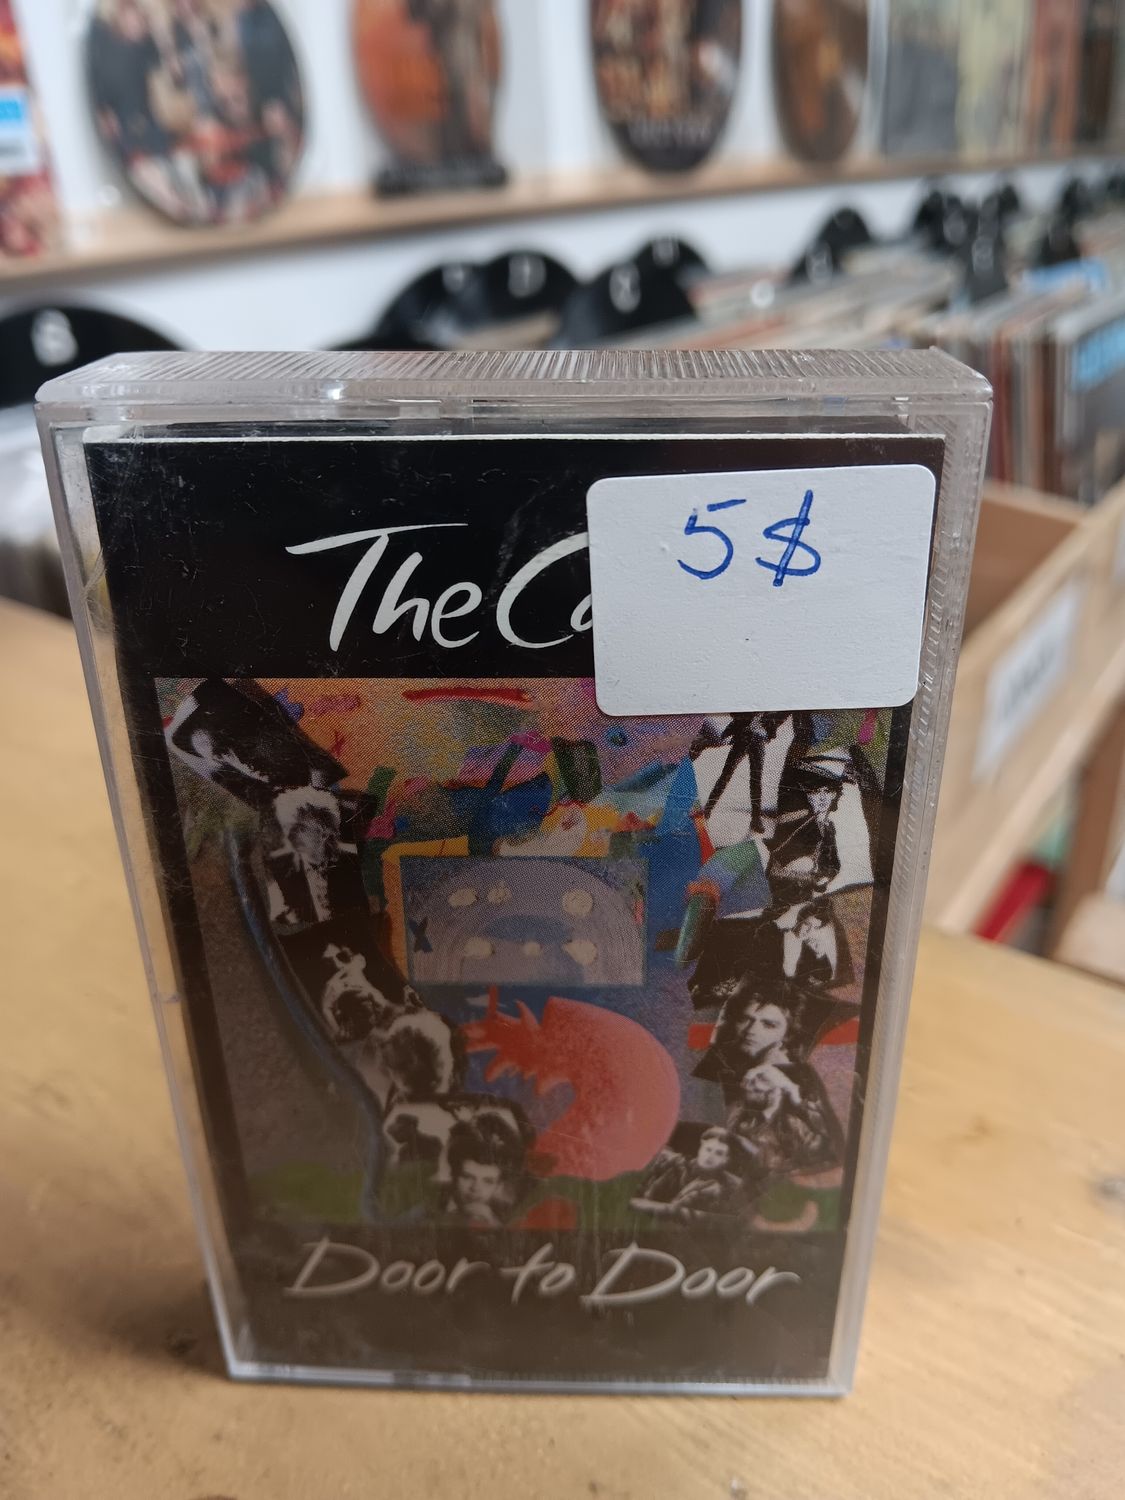 The Ca
5$
Door to Door